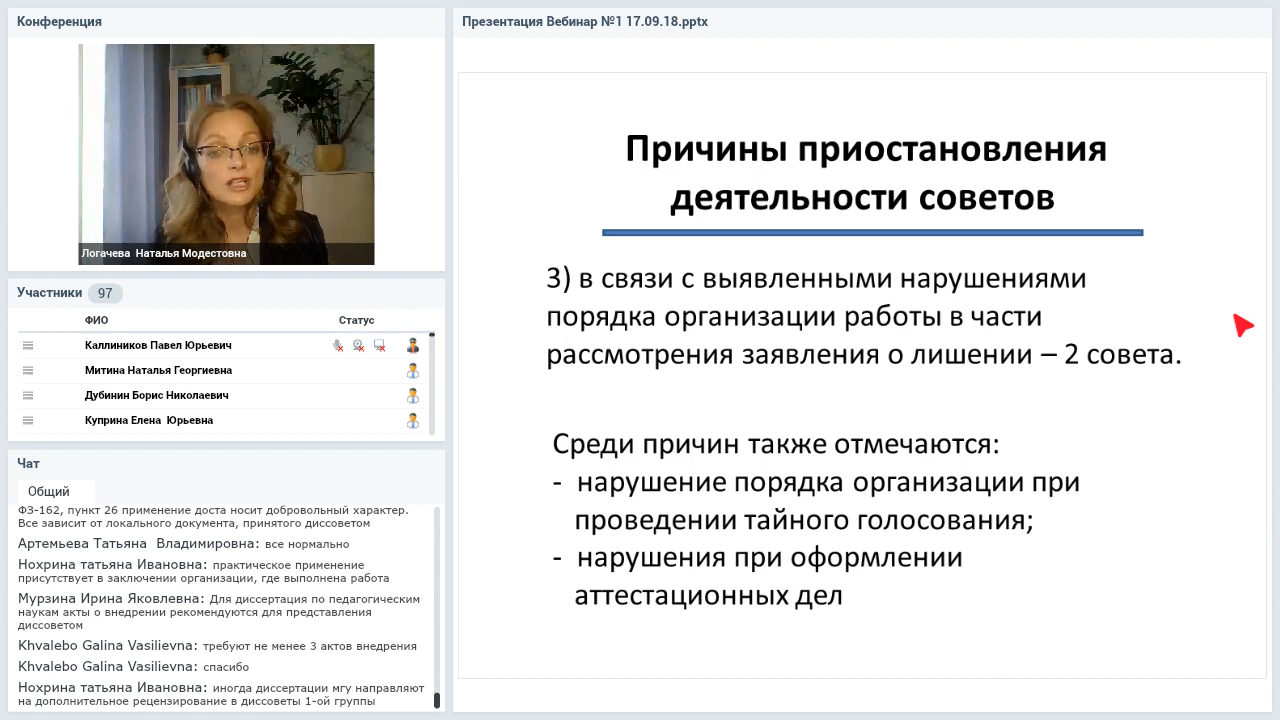 Конференция
Логачева  Наталья Модестовна
Участники 97
ФИО Статус
Каллиников Павел Юрьевич
Митина Наталья Георгиевна
Дубинин Борис Николаевич
Куприна Елена  Юрьевна
Чат
Общий
ФЗ-162, пункт 26 применение доста носит добровольный характер.
Все зависит от локального документа, принятого диссоветом
Артемьева Татьяна  Владимировна: все нормально
Нохрина татьяна Ивановна: практическое применение
присутствует в заключении организации, где выполнена работа
Мурзина Ирина Яковлевна: Для диссертация по педагогическим
наукам акты о внедрении рекомендуются для представления
диссоветом
Khvalebo Galina Vasilievna: требуют не менее 3 актов внедрения
Khvalebo Galina Vasilievna: спасибо
Нохрина татьяна Ивановна: иногда диссертации мгу направляют
на дополнительное рецензирование в диссоветы 1-ой группы
Презентация Вебинар №1 17.09.18.pptx
Причины приостановления
деятельности советов
3) в связи с выявленными нарушениями
порядка организации работы в части
рассмотрения заявления о лишении – 2 совета.
Среди причин также отмечаются:
- нарушение порядка организации при
проведении тайного голосования;
- нарушения при оформлении
аттестационных дел